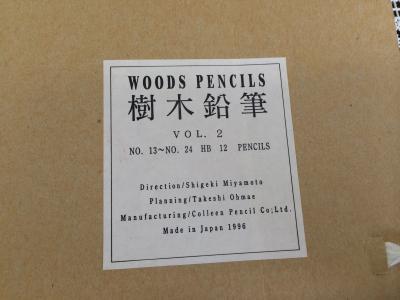 WOODS PENCILS
樹木鉛筆
VOL. 2
NO. 13~NO. 24 HB 12 PENCILS
Direction/Shigeki Miyamoto
Planning/Takeshi Ohmae
Manufacturing/Colleen Pencil Co;Ltd.
Made in Japan 1996